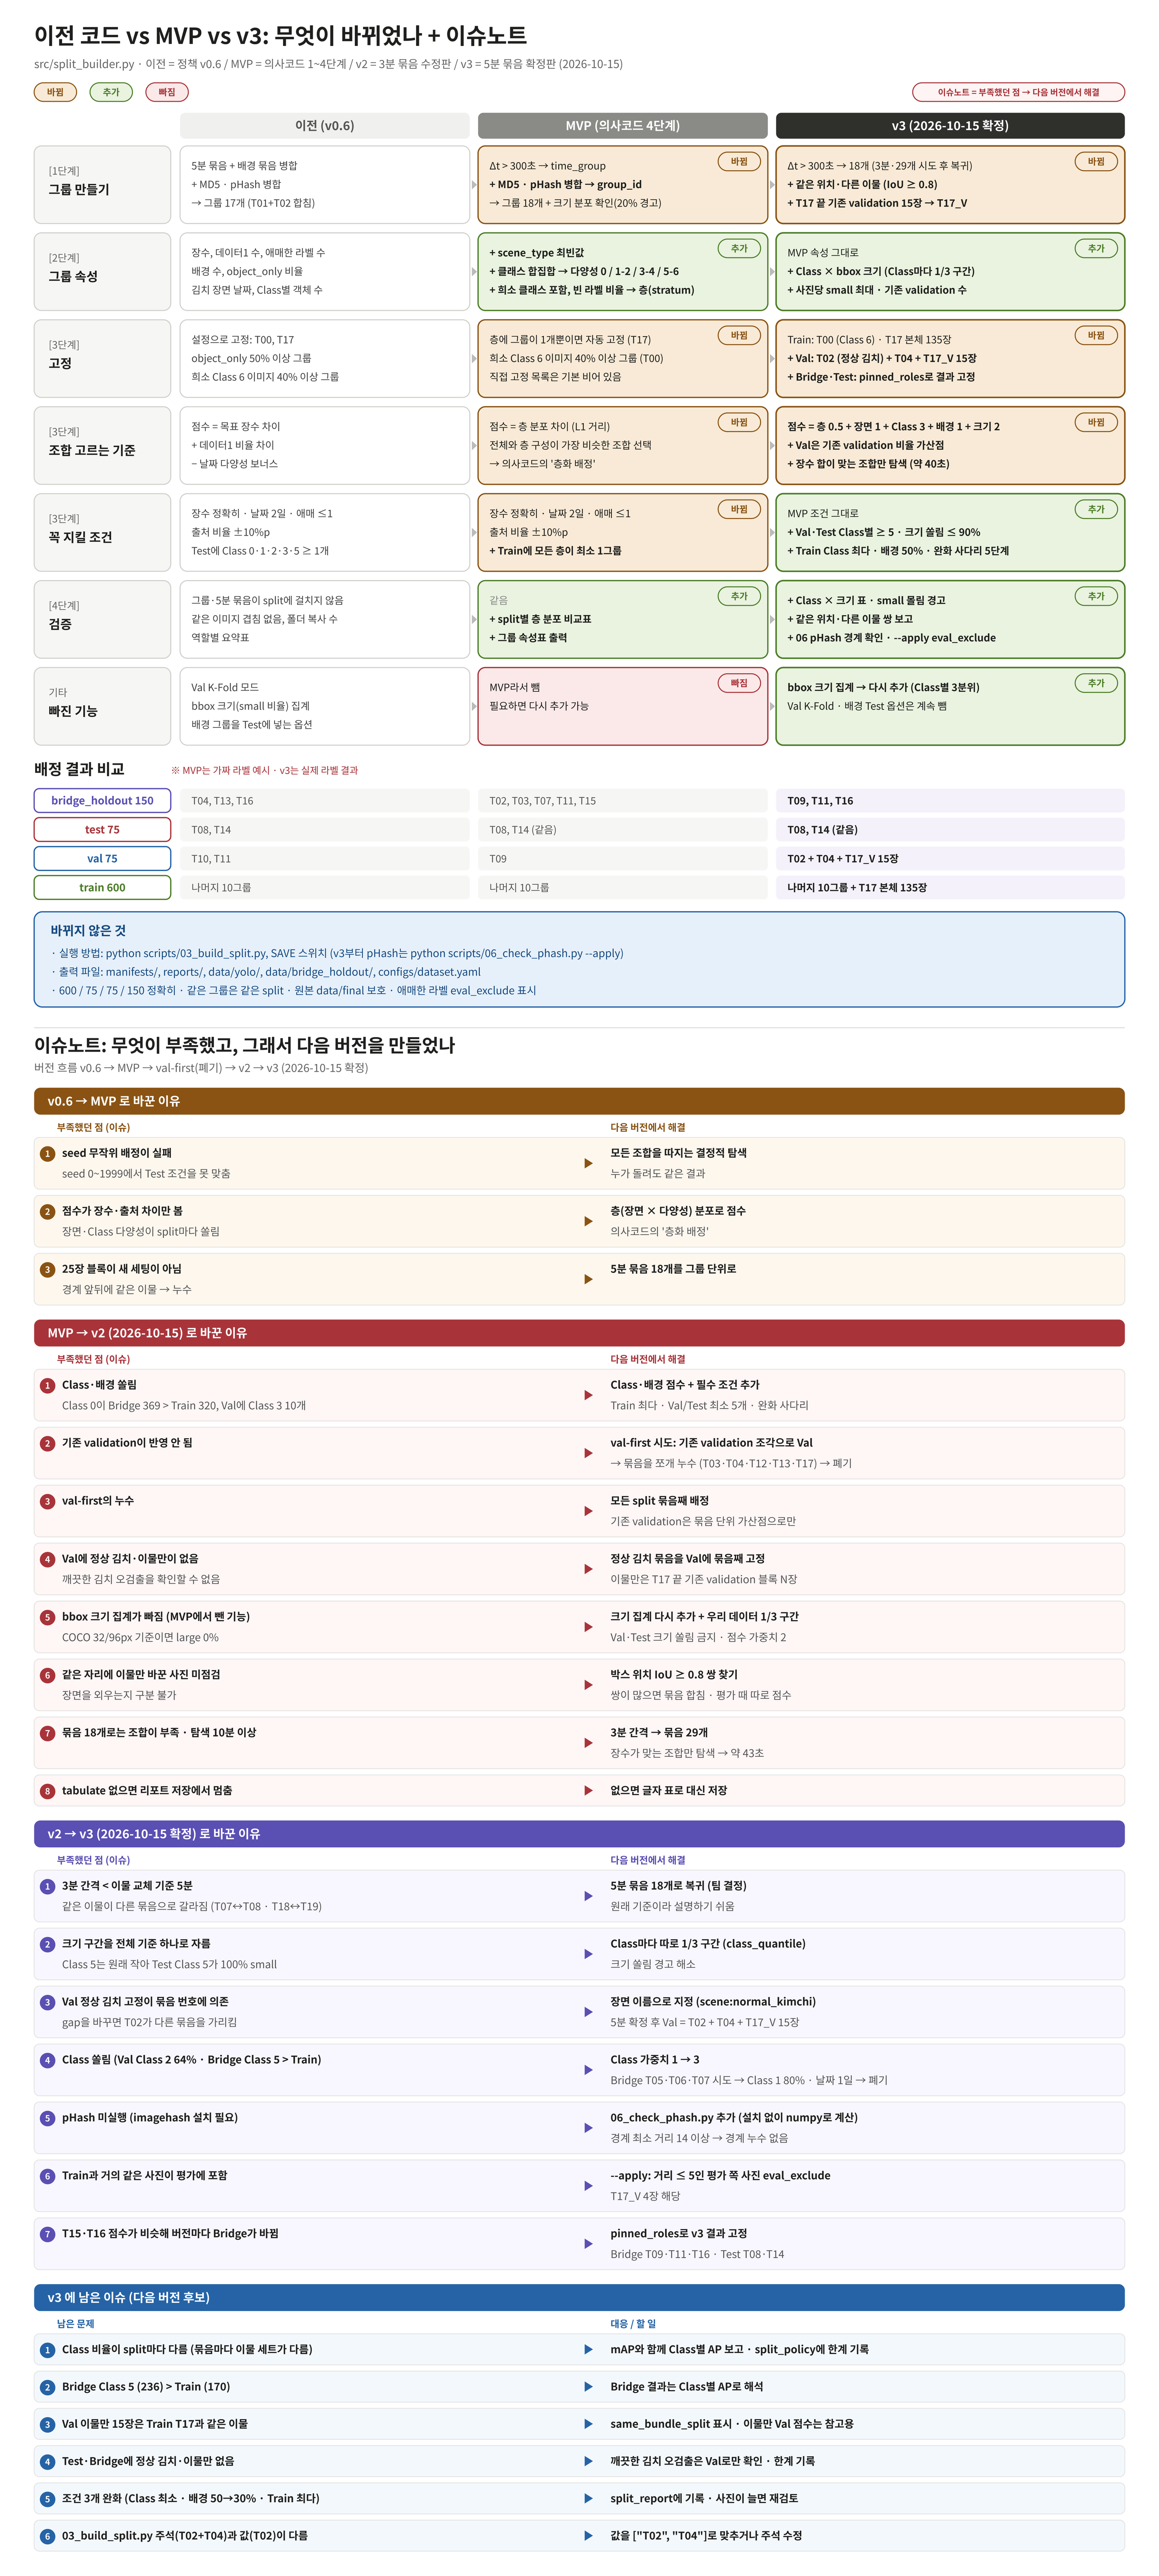 이전 코드 vs MVP vs v3: 무엇이 바뀌었나 + 이슈노트
src/split_builder.py · 이전 = 정책 v0.6 / MVP = 의사코드 1~4단계 / v2 = 3분 묶음 수정판 / v3 = 5분 묶음 확정판 (2026-10-15)
바뀜
추가
빠짐
이슈노트 = 부족했던 점 → 다음 버전에서 해결
이전 (v0.6)
MVP (의사코드 4단계)
v3 (2026-10-15 확정)
[1단계]
그룹 만들기
5분 묶음 + 배경 묶음 병합
+ MD5 · pHash 병합
→ 그룹 17개 (T01+T02 합침)
바뀜
Δt > 300초 → time_group
+ MD5 · pHash 병합 → group_id
→ 그룹 18개 + 크기 분포 확인(20% 경고)
바뀜
Δt > 300초 → 18개 (3분·29개 시도 후 복귀)
+ 같은 위치·다른 이물 (IoU ≥ 0.8)
+ T17 끝 기존 validation 15장 → T17_V
[2단계]
그룹 속성
장수, 데이터1 수, 애매한 라벨 수
배경 수, object_only 비율
김치 장면 날짜, Class별 객체 수
추가
+ scene_type 최빈값
+ 클래스 합집합 → 다양성 0 / 1-2 / 3-4 / 5-6
+ 희소 클래스 포함, 빈 라벨 비율 → 층(stratum)
추가
MVP 속성 그대로
+ Class × bbox 크기 (Class마다 1/3 구간)
+ 사진당 small 최대 · 기존 validation 수
[3단계]
고정
설정으로 고정: T00, T17
object_only 50% 이상 그룹
희소 Class 6 이미지 40% 이상 그룹
바뀜
층에 그룹이 1개뿐이면 자동 고정 (T17)
희소 Class 6 이미지 40% 이상 그룹 (T00)
직접 고정 목록은 기본 비어 있음
바뀜
Train: T00 (Class 6) · T17 본체 135장
+ Val: T02 (정상 김치) + T04 + T17_V 15장
+ Bridge·Test: pinned_roles로 결과 고정
[3단계]
조합 고르는 기준
점수 = 목표 장수 차이
+ 데이터1 비율 차이
− 날짜 다양성 보너스
바뀜
점수 = 층 분포 차이 (L1 거리)
전체와 층 구성이 가장 비슷한 조합 선택
→ 의사코드의 '층화 배정'
바뀜
점수 = 층 0.5 + 장면 1 + Class 3 + 배경 1 + 크기 2
+ Val은 기존 validation 비율 가산점
+ 장수 합이 맞는 조합만 탐색 (약 40초)
[3단계]
꼭 지킬 조건
장수 정확히 · 날짜 2일 · 애매 ≤1
출처 비율 ±10%p
Test에 Class 0·1·2·3·5 ≥ 1개
바뀜
장수 정확히 · 날짜 2일 · 애매 ≤1
출처 비율 ±10%p
+ Train에 모든 층이 최소 1그룹
추가
MVP 조건 그대로
+ Val·Test Class별 ≥ 5 · 크기 쏠림 ≤ 90%
+ Train Class 최다 · 배경 50% · 완화 사다리 5단계
[4단계]
검증
그룹·5분 묶음이 split에 걸치지 않음
같은 이미지 겹침 없음, 폴더 복사 수
역할별 요약표
추가
같음
+ split별 층 분포 비교표
+ 그룹 속성표 출력
추가
+ Class × 크기 표 · small 몰림 경고
+ 같은 위치·다른 이물 쌍 보고
+ 06 pHash 경계 확인 · --apply eval_exclude
기타
빠진 기능
Val K-Fold 모드
bbox 크기(small 비율) 집계
배경 그룹을 Test에 넣는 옵션
빠짐
MVP라서 뺌
필요하면 다시 추가 가능
추가
bbox 크기 집계 → 다시 추가 (Class별 3분위)
Val K-Fold · 배경 Test 옵션은 계속 뺌
배정 결과 비교
※ MVP는 가짜 라벨 예시 · v3는 실제 라벨 결과
bridge_holdout 150
T04, T13, T16
T02, T03, T07, T11, T15
T09, T11, T16
test 75
T08, T14
T08, T14 (같음)
T08, T14 (같음)
val 75
T10, T11
T09
T02 + T04 + T17_V 15장
train 600
나머지 10그룹
나머지 10그룹
나머지 10그룹 + T17 본체 135장
바뀌지 않은 것
· 실행 방법: python scripts/03_build_split.py, SAVE 스위치 (v3부터 pHash는 python scripts/06_check_phash.py --apply)
· 출력 파일: manifests/, reports/, data/yolo/, data/bridge_holdout/, configs/dataset.yaml
· 600 / 75 / 75 / 150 정확히 · 같은 그룹은 같은 split · 원본 data/final 보호 · 애매한 라벨 eval_exclude 표시
이슈노트: 무엇이 부족했고, 그래서 다음 버전을 만들었나
버전 흐름 v0.6 → MVP → val-first(폐기) → v2 → v3 (2026-10-15 확정)
v0.6 → MVP 로 바꾼 이유
부족했던 점 (이슈)
다음 버전에서 해결
1 seed 무작위 배정이 실패
seed 0~1999에서 Test 조건을 못 맞춤
모든 조합을 따지는 결정적 탐색
누가 돌려도 같은 결과
2 점수가 장수·출처 차이만 봄
장면·Class 다양성이 split마다 쏠림
층(장면 × 다양성) 분포로 점수
의사코드의 '층화 배정'
3 25장 블록이 새 세팅이 아님
경계 앞뒤에 같은 이물 → 누수
5분 묶음 18개를 그룹 단위로
MVP → v2 (2026-10-15) 로 바꾼 이유
부족했던 점 (이슈)
다음 버전에서 해결
1 Class·배경 쏠림
Class 0이 Bridge 369 > Train 320, Val에 Class 3 10개
Class·배경 점수 + 필수 조건 추가
Train 최다 · Val/Test 최소 5개 · 완화 사다리
2 기존 validation이 반영 안 됨
val-first 시도: 기존 validation 조각으로 Val
→ 묶음을 쪼개 누수 (T03·T04·T12·T13·T17) → 폐기
3 val-first의 누수
모든 split 묶음째 배정
기존 validation은 묶음 단위 가산점으로만
4 Val에 정상 김치·이물만이 없음
깨끗한 김치 오검출을 확인할 수 없음
정상 김치 묶음을 Val에 묶음째 고정
이물만은 T17 끝 기존 validation 블록 N장
5 bbox 크기 집계가 빠짐 (MVP에서 뺀 기능)
COCO 32/96px 기준이면 large 0%
크기 집계 다시 추가 + 우리 데이터 1/3 구간
Val·Test 크기 쏠림 금지 · 점수 가중치 2
6 같은 자리에 이물만 바꾼 사진 미점검
장면을 외우는지 구분 불가
박스 위치 IoU ≥ 0.8 쌍 찾기
쌍이 많으면 묶음 합침 · 평가 때 따로 점수
7 묶음 18개로는 조합이 부족 · 탐색 10분 이상
3분 간격 → 묶음 29개
장수가 맞는 조합만 탐색 → 약 43초
8 tabulate 없으면 리포트 저장에서 멈춤
없으면 글자 표로 대신 저장
v2 → v3 (2026-10-15 확정) 로 바꾼 이유
부족했던 점 (이슈)
다음 버전에서 해결
1 3분 간격 < 이물 교체 기준 5분
같은 이물이 다른 묶음으로 갈라짐 (T07↔T08 · T18↔T19)
5분 묶음 18개로 복귀 (팀 결정)
원래 기준이라 설명하기 쉬움
2 크기 구간을 전체 기준 하나로 자름
Class 5는 원래 작아 Test Class 5가 100% small
Class마다 따로 1/3 구간 (class_quantile)
크기 쏠림 경고 해소
3 Val 정상 김치 고정이 묶음 번호에 의존
gap을 바꾸면 T02가 다른 묶음을 가리킴
장면 이름으로 지정 (scene:normal_kimchi)
5분 확정 후 Val = T02 + T04 + T17_V 15장
4 Class 쏠림 (Val Class 2 64% · Bridge Class 5 > Train)
Class 가중치 1 → 3
Bridge T05·T06·T07 시도 → Class 1 80% · 날짜 1일 → 폐기
5 pHash 미실행 (imagehash 설치 필요)
06_check_phash.py 추가 (설치 없이 numpy로 계산)
경계 최소 거리 14 이상 → 경계 누수 없음
6 Train과 거의 같은 사진이 평가에 포함
--apply: 거리 ≤ 5인 평가 쪽 사진 eval_exclude
T17_V 4장 해당
7 T15·T16 점수가 비슷해 버전마다 Bridge가 바뀜
pinned_roles로 v3 결과 고정
Bridge T09·T11·T16 · Test T08·T14
v3 에 남은 이슈 (다음 버전 후보)
남은 문제
대응 / 할 일
1 Class 비율이 split마다 다름 (묶음마다 이물 세트가 다름)
mAP와 함께 Class별 AP 보고 · split_policy에 한계 기록
2 Bridge Class 5 (236) > Train (170)
Bridge 결과는 Class별 AP로 해석
3 Val 이물만 15장은 Train T17과 같은 이물
same_bundle_split 표시 · 이물만 Val 점수는 참고용
4 Test·Bridge에 정상 김치·이물만 없음
깨끗한 김치 오검출은 Val로만 확인 · 한계 기록
5 조건 3개 완화 (Class 최소 · 배경 50→30% · Train 최다)
split_report에 기록 · 사진이 늘면 재검토
6 03_build_split.py 주석(T02+T04)과 값(T02)이 다름
값을 ["T02", "T04"]로 맞추거나 주석 수정